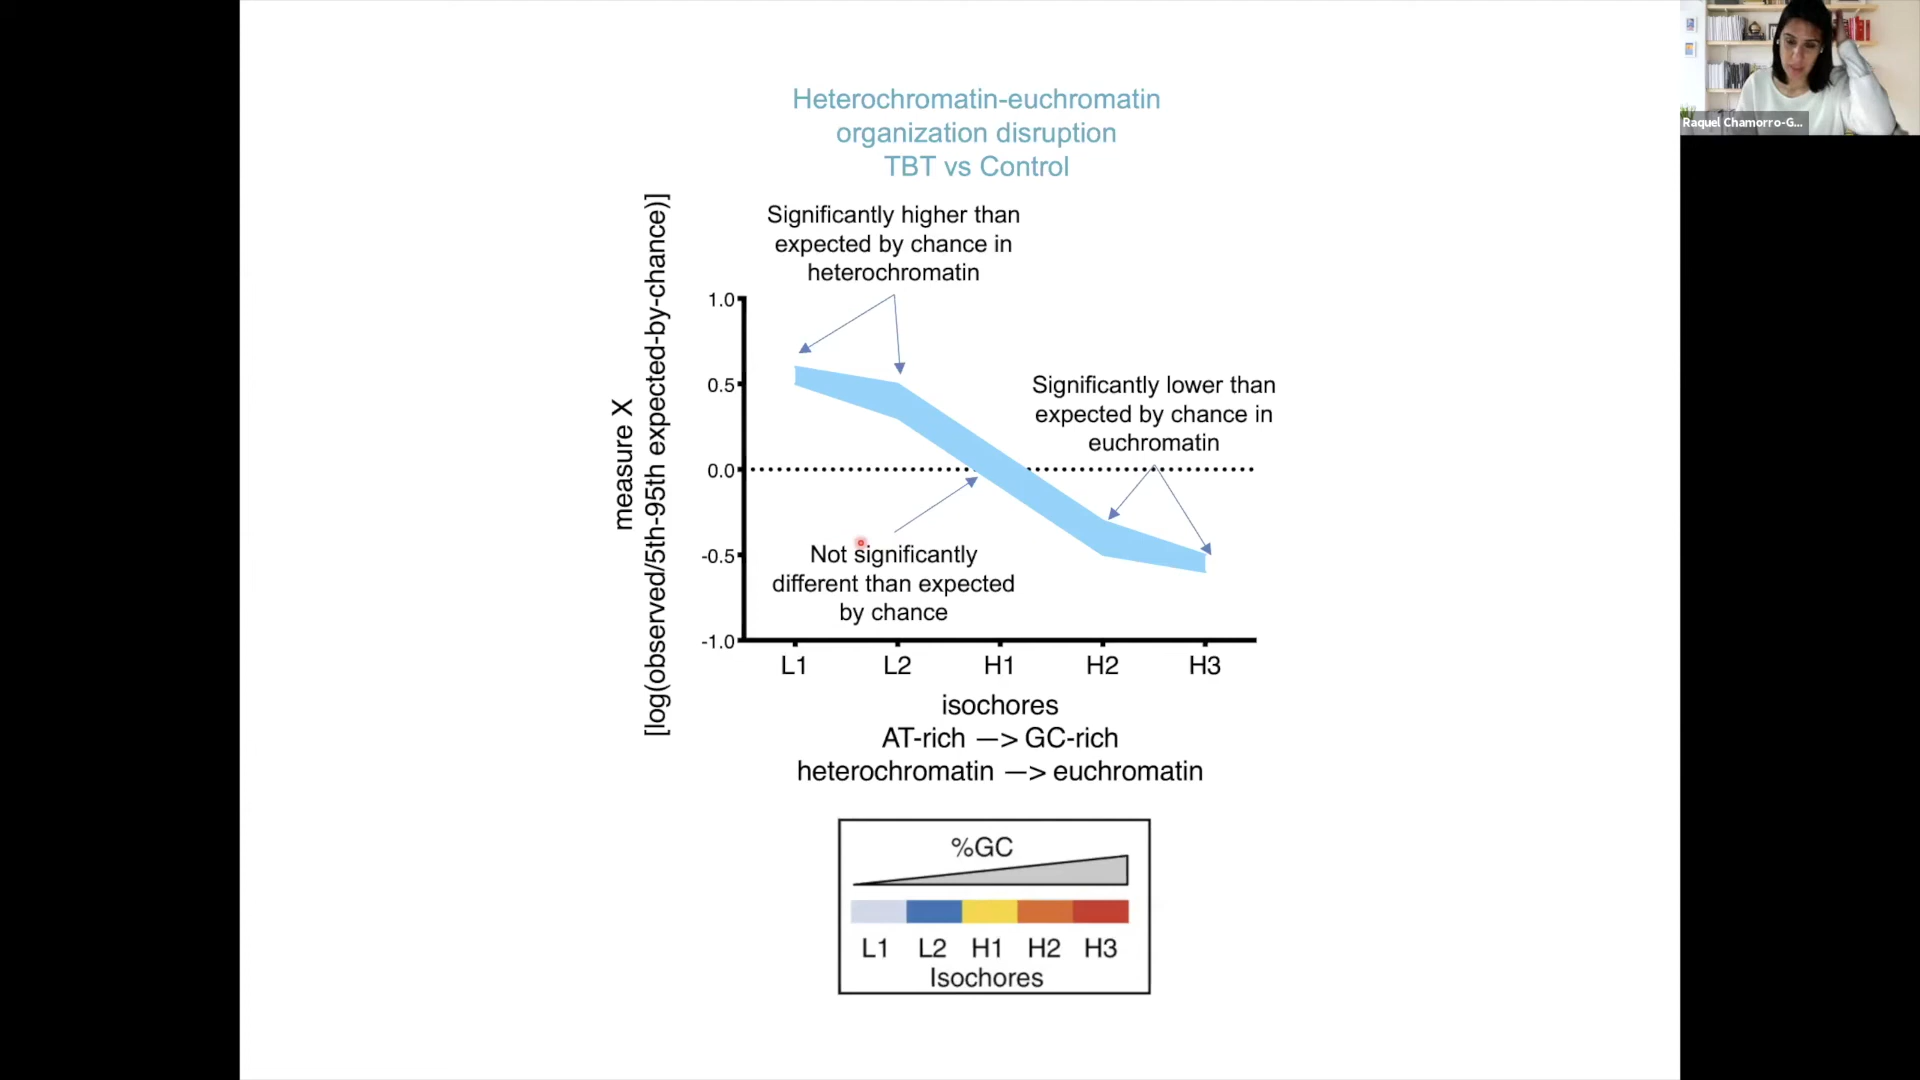 Heterochromatin-euchromatin
organization disruption
TBT vs Control
Raquel Chamorro-G...
Significantly higher than
expected by chance in
heterochromatin
measure X
[log(observed/5th-95th expected-by-chance)]
1.0
0.5
0.0
-0.5
-1.0
Significantly lower than
expected by chance in
euchromatin
Not significantly
different than expected
by chance
L1 L2 H1 H2 H3
isochores
AT-rich —> GC-rich
heterochromatin —> euchromatin
%GC
L1 L2 H1 H2 H3
Isochores